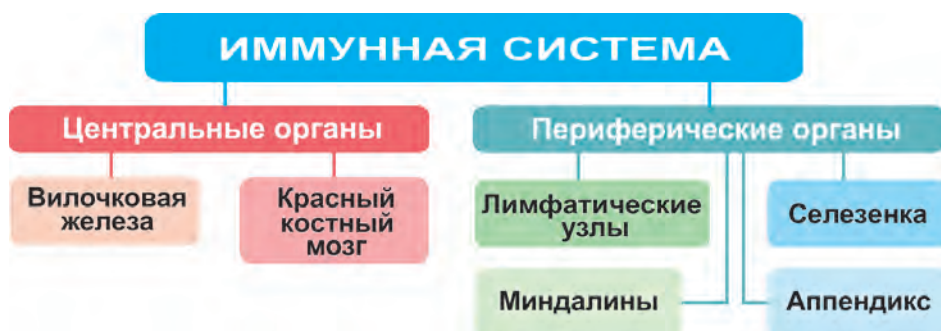 ИММУННАЯ СИСТЕМА
Центральные органы
Периферические органы
Вилочковая
железа
Красный
костный
мозг
Лимфатические
узлы
Селезенка
Миндалины
Аппендикс